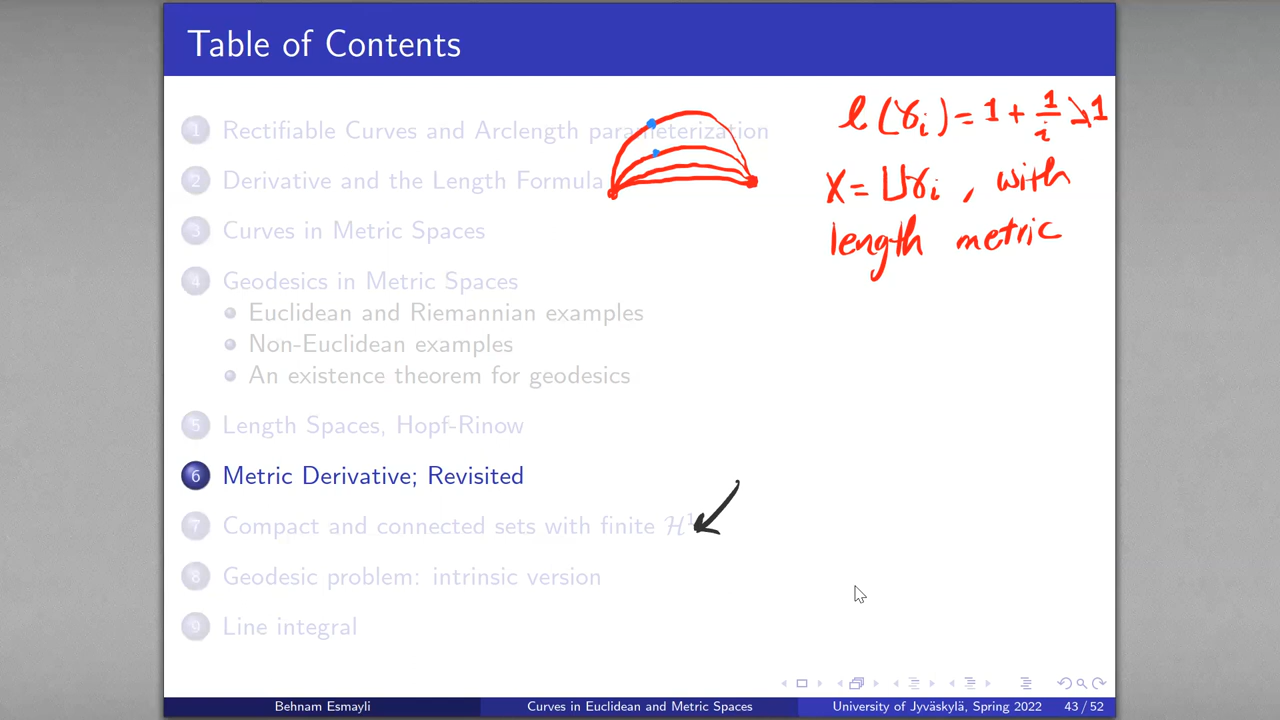 Table of Contents
1 Rectifiable Curves and Arclength parameterization
2 Derivative and the Length Formula
3 Curves in Metric Spaces
4 Geodesics in Metric Spaces
Euclidean and Riemannian examples
Non-Euclidean examples
An existence theorem for geodesics
5 Length Spaces, Hopf-Rinow
6 Metric Derivative; Revisited
7 Compact and connected sets with finite ℋ¹
8 Geodesic problem: intrinsic version
9 Line integral
ℓ(γᵢ) = 1 + 1/i ↘ 1
X = ⊔γᵢ , with
length metric
Behnam Esmayli
Curves in Euclidean and Metric Spaces
University of Jyväskylä, Spring 2022
43 / 52